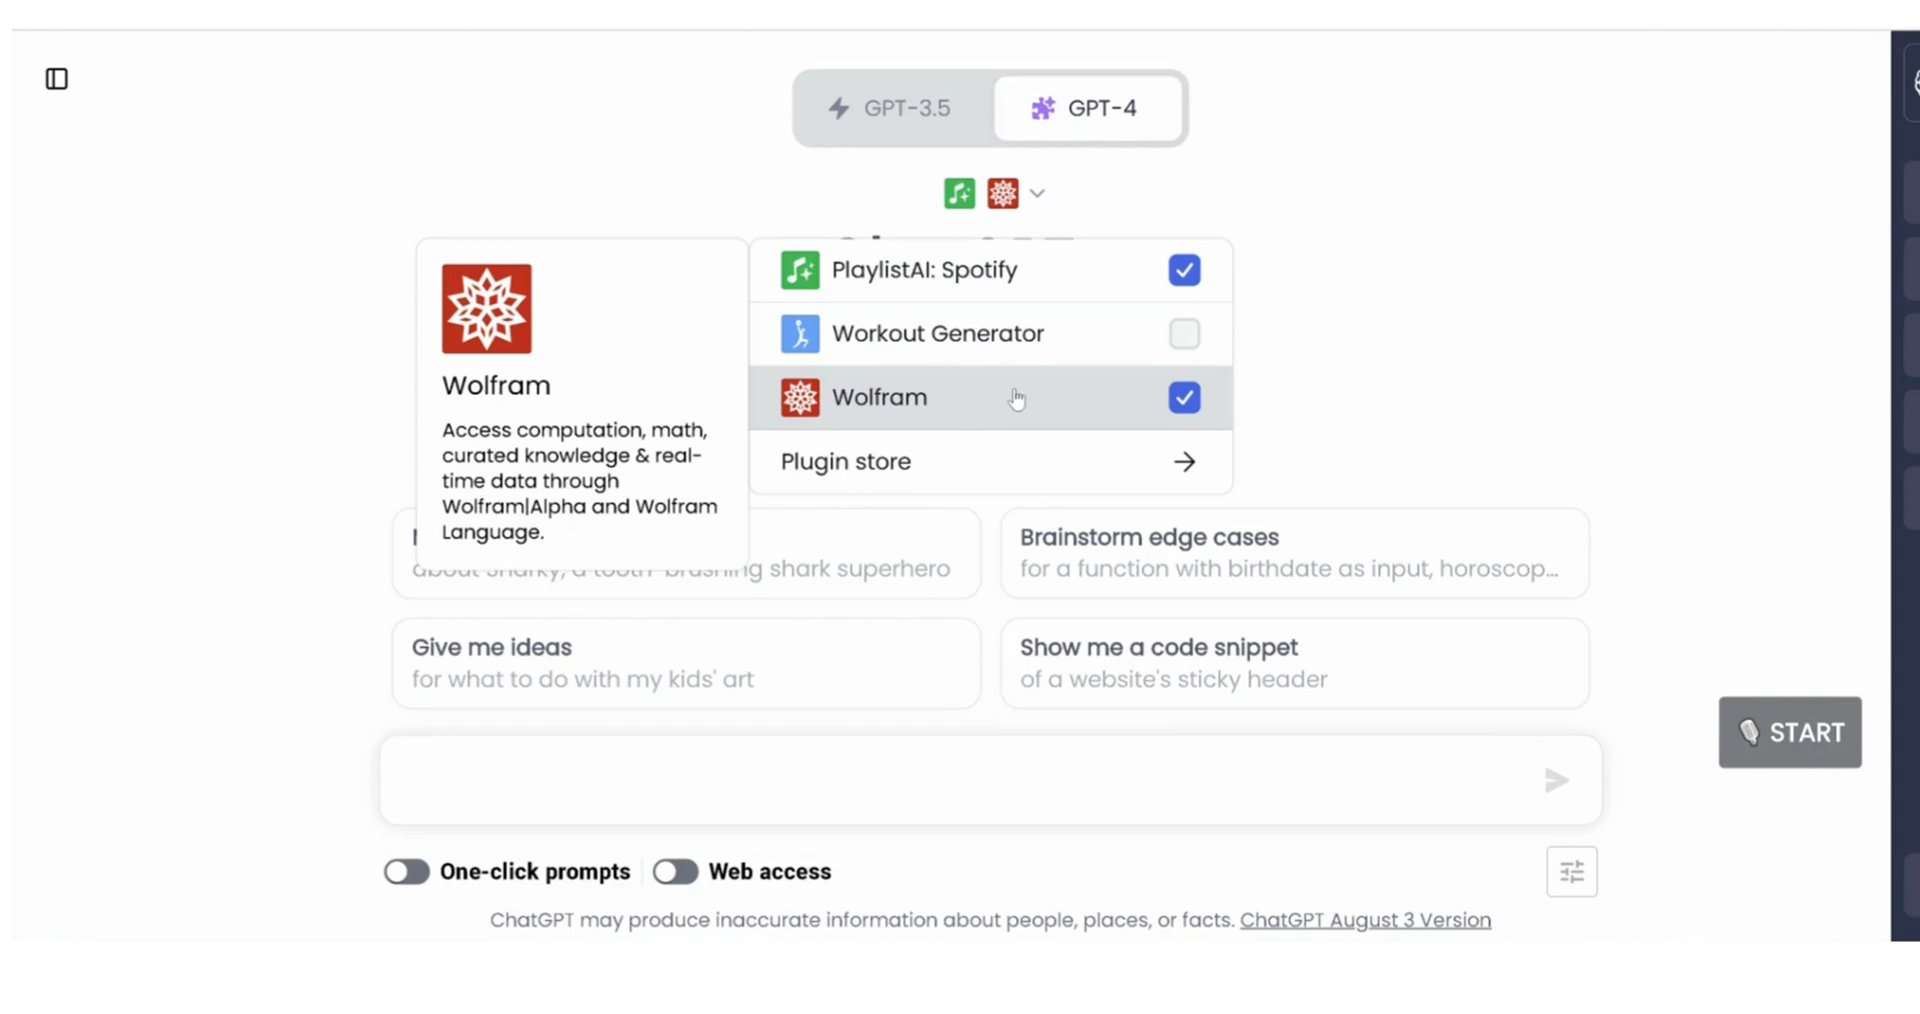 GPT-3.5
GPT-4
PlaylistAI: Spotify
Workout Generator
Wolfram
Plugin store
Wolfram
Access computation, math,
curated knowledge & real-
time data through
Wolfram|Alpha and Wolfram
Language.
about Sharky, a tooth-brushing shark superhero
Brainstorm edge cases
for a function with birthdate as input, horoscop...
Give me ideas
for what to do with my kids' art
Show me a code snippet
of a website's sticky header
START
One-click prompts
Web access
ChatGPT may produce inaccurate information about people, places, or facts. ChatGPT August 3 Version